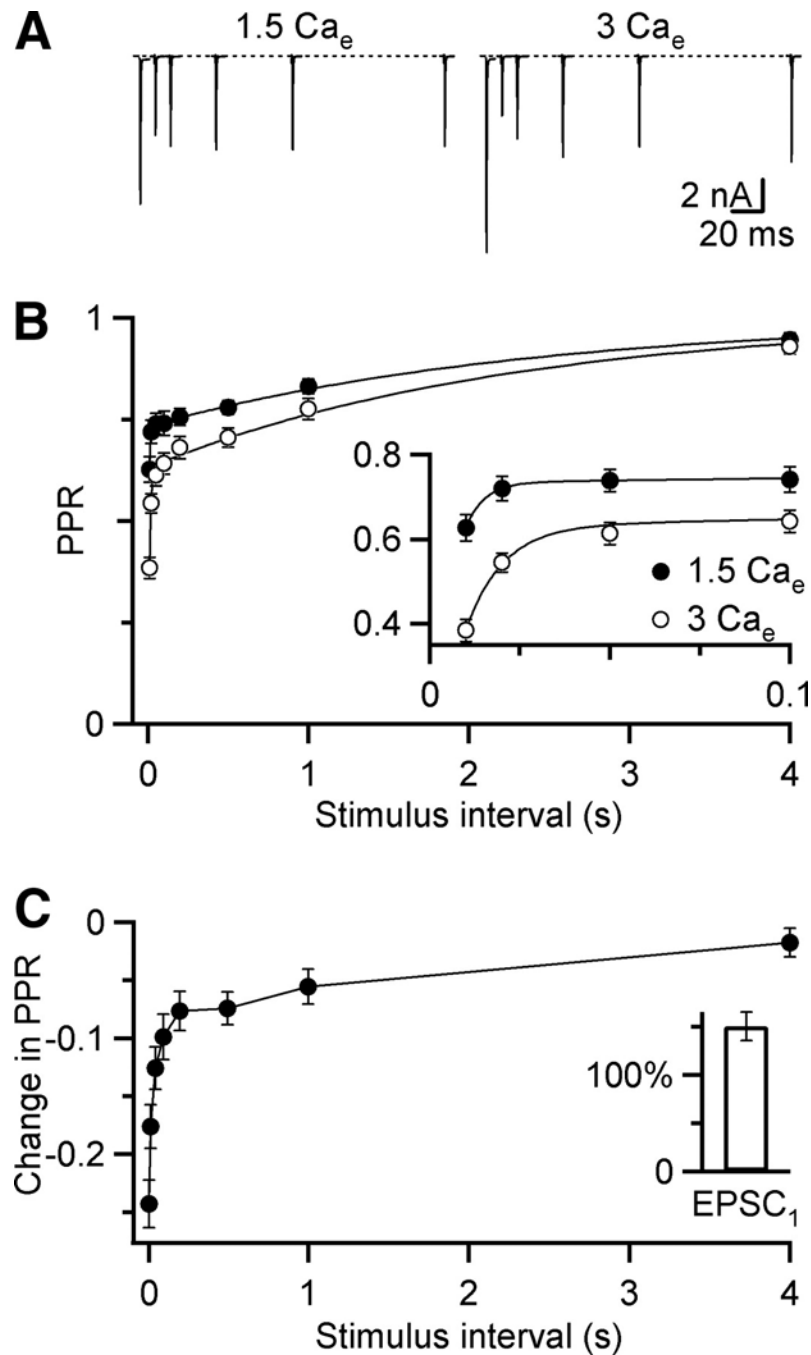 A
1.5 Caₑ
3 Caₑ
2 nA
20 ms
B
1
PPR
0
0.8
0.6
0.4
1.5 Caₑ
3 Caₑ
0
0.1
0
1
2
3
4
Stimulus interval (s)
C
0
-0.1
-0.2
Change in PPR
100%
0
EPSC₁
0
1
2
3
4
Stimulus interval (s)